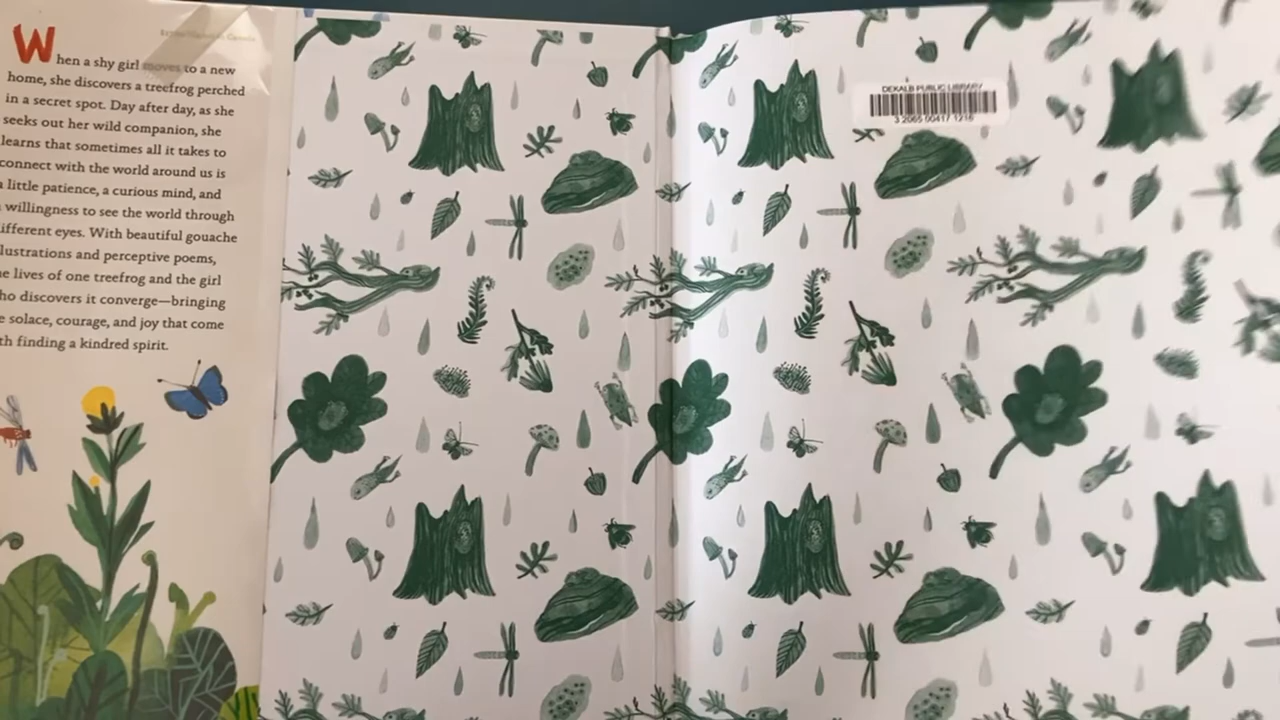 When a shy girl moves to a new
home, she discovers a treefrog perched
in a secret spot. Day after day, as she
seeks out her wild companion, she
learns that sometimes all it takes to
connect with the world around us is
a little patience, a curious mind, and
willingness to see the world through
ifferent eyes. With beautiful gouache
lustrations and perceptive poems,
e lives of one treefrog and the girl
ho discovers it converge—bringing
e solace, courage, and joy that come
th finding a kindred spirit.
DEKALB PUBLIC LIBRARY
3 2065 00417 1216